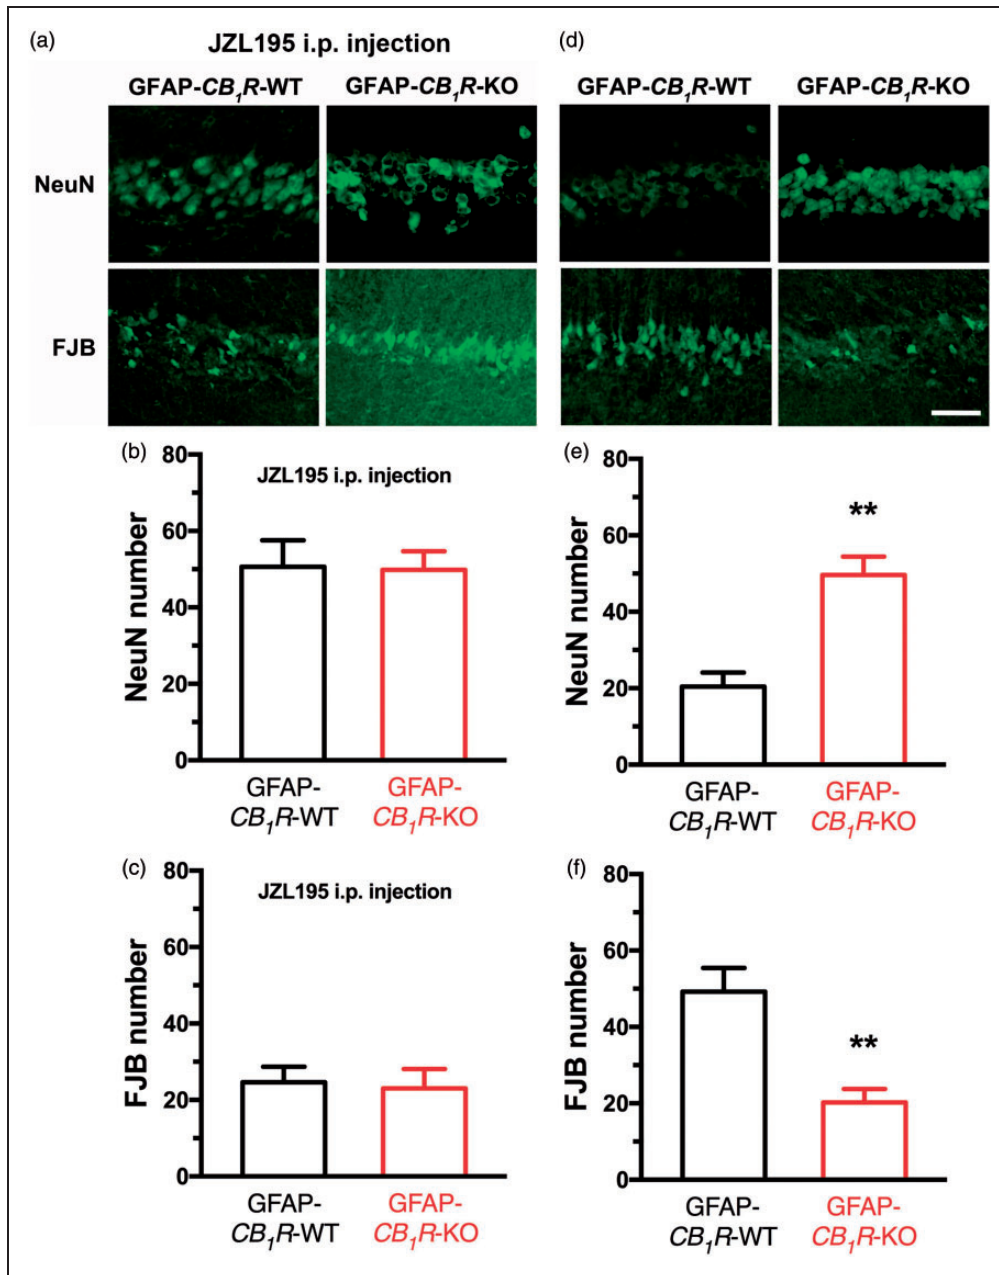 (a)
JZL195 i.p. injection
GFAP-CB₁R-WT GFAP-CB₁R-KO
NeuN
FJB
(d)
GFAP-CB₁R-WT GFAP-CB₁R-KO
(b)
JZL195 i.p. injection
NeuN number
80
60
40
20
0
GFAP- GFAP-
CB₁R-WT CB₁R-KO
(e)
NeuN number
80
60
40
20
0
**
GFAP- GFAP-
CB₁R-WT CB₁R-KO
(c)
JZL195 i.p. injection
FJB number
80
60
40
20
0
GFAP- GFAP-
CB₁R-WT CB₁R-KO
(f)
FJB number
80
60
40
20
0
**
GFAP- GFAP-
CB₁R-WT CB₁R-KO